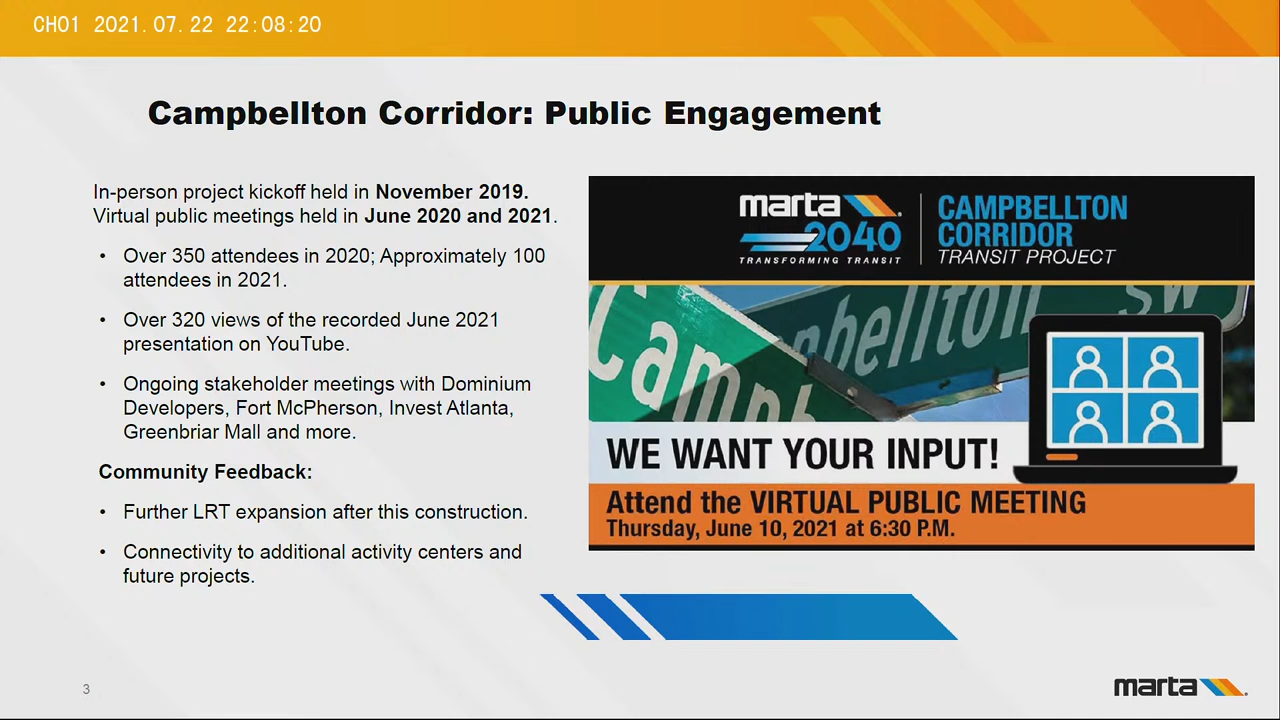 CH01 2021.07.22 22:08:20
Campbellton Corridor: Public Engagement
In-person project kickoff held in November 2019.
Virtual public meetings held in June 2020 and 2021.
• Over 350 attendees in 2020; Approximately 100
attendees in 2021.
• Over 320 views of the recorded June 2021
presentation on YouTube.
• Ongoing stakeholder meetings with Dominium
Developers, Fort McPherson, Invest Atlanta,
Greenbriar Mall and more.
Community Feedback:
• Further LRT expansion after this construction.
• Connectivity to additional activity centers and
future projects.
marta
2040
TRANSFORMING TRANSIT
CAMPBELLTON
CORRIDOR
TRANSIT PROJECT
Campb
pbellton SW
WE WANT YOUR INPUT!
Attend the VIRTUAL PUBLIC MEETING
Thursday, June 10, 2021 at 6:30 P.M.
3
marta